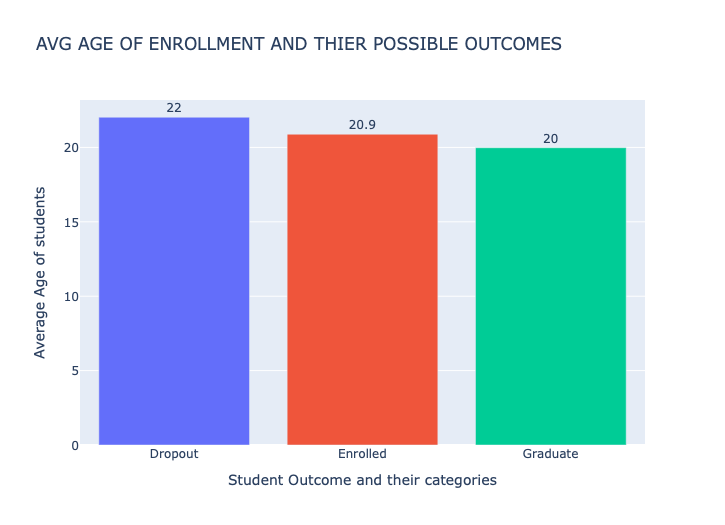 AVG AGE OF ENROLLMENT AND THIER POSSIBLE OUTCOMES
22
20.9
20
20
15
10
5
0
Average Age of students
Dropout
Enrolled
Graduate
Student Outcome and their categories